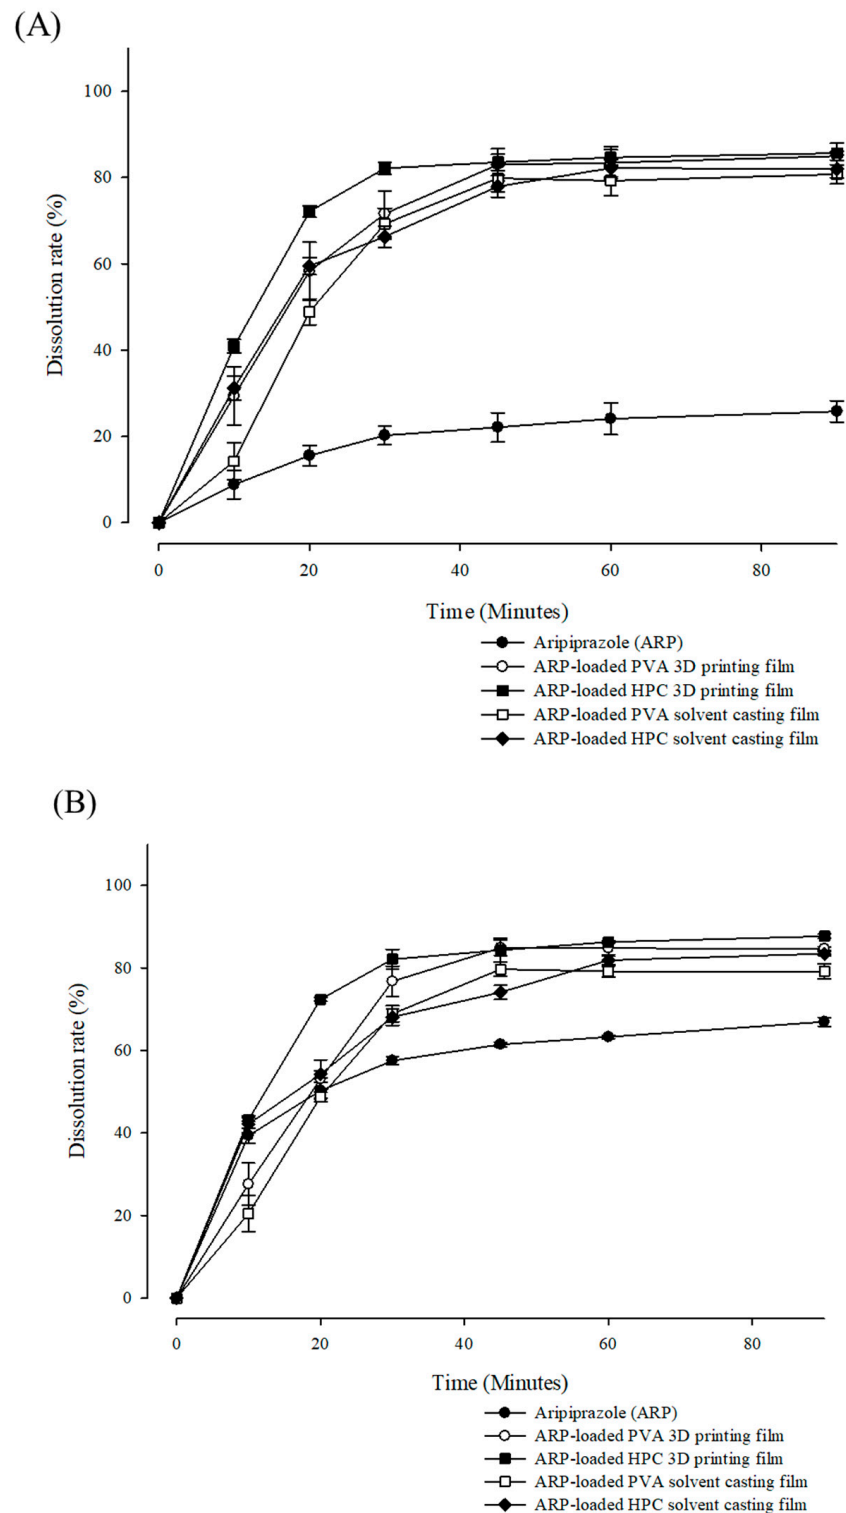 (A)
100
80
60
40
20
0
Dissolution rate (%)
0 20 40 60 80
Time (Minutes)
Aripiprazole (ARP)
ARP-loaded PVA 3D printing film
ARP-loaded HPC 3D printing film
ARP-loaded PVA solvent casting film
ARP-loaded HPC solvent casting film
(B)
100
80
60
40
20
0
Dissolution rate (%)
0 20 40 60 80
Time (Minutes)
Aripiprazole (ARP)
ARP-loaded PVA 3D printing film
ARP-loaded HPC 3D printing film
ARP-loaded PVA solvent casting film
ARP-loaded HPC solvent casting film